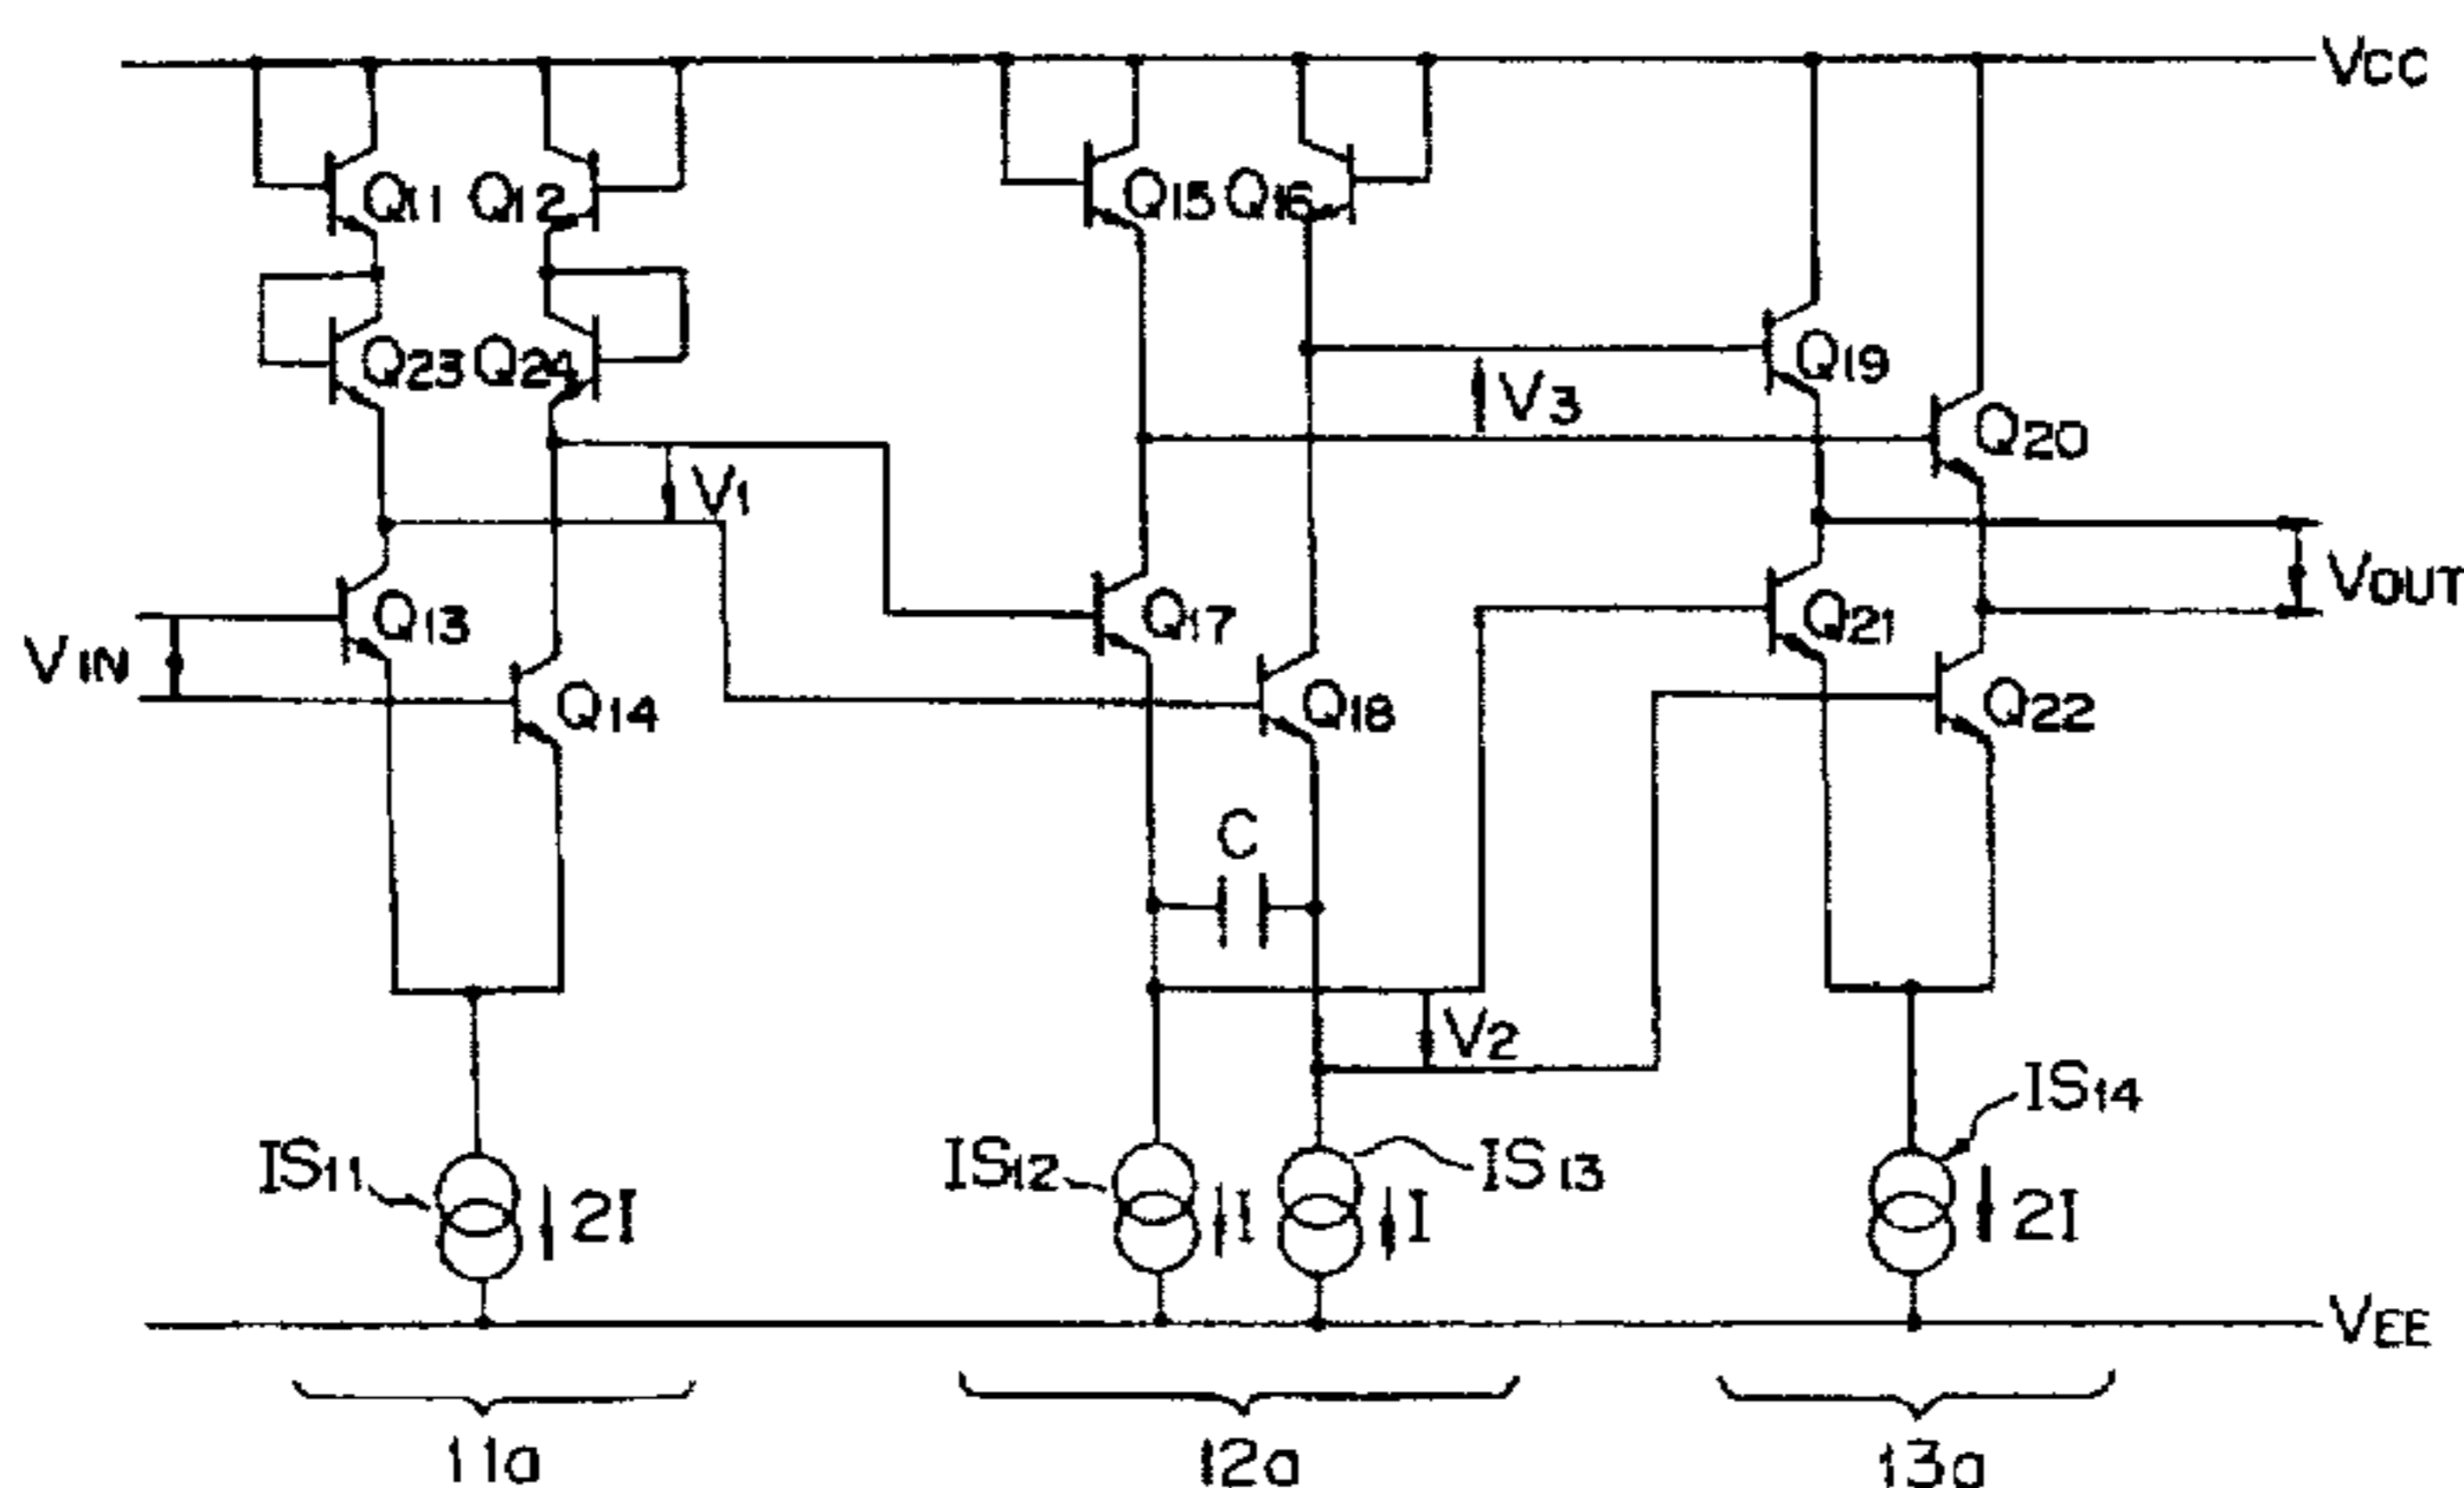 VCC
Q11 Q12
Q15 Q16
Q23 Q24
Q19
V3
Q20
V1
VOUT
Q13
Q17
Q21
VIN
Q14
Q18
Q22
C
V2
IS14
IS11
2I
IS12
I
I
IS13
2I
VEE
11a
12a
13a